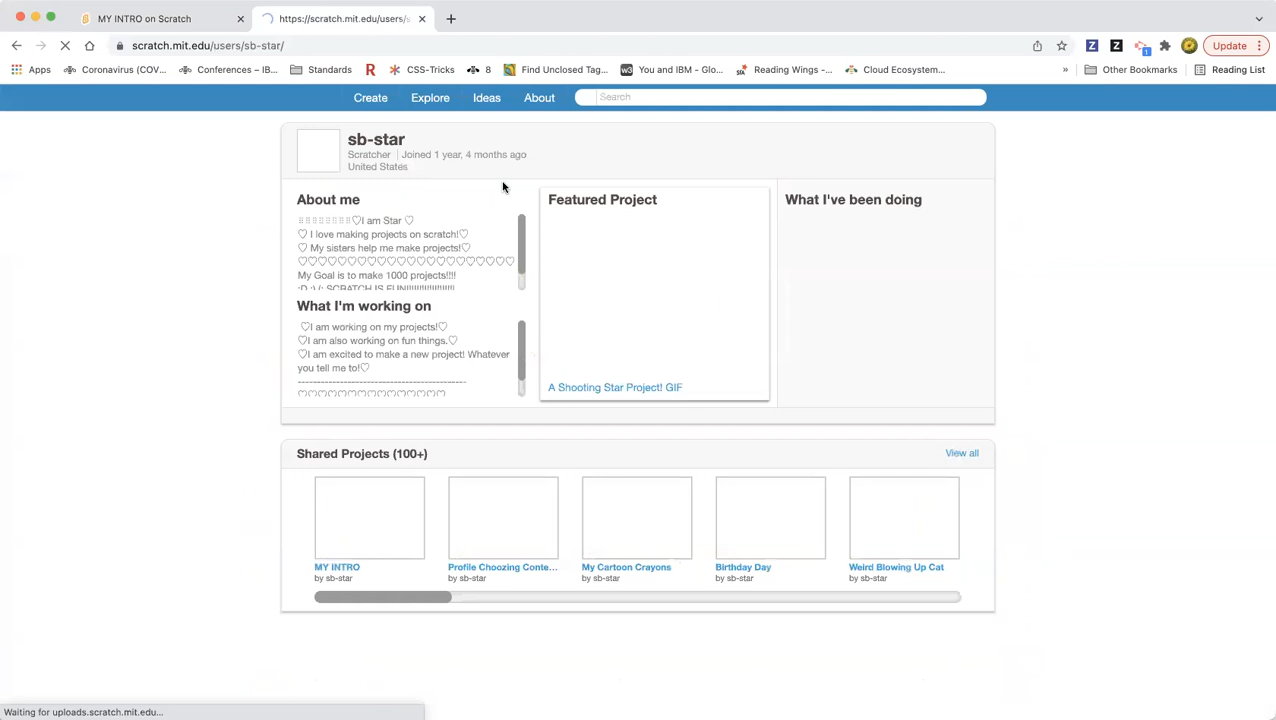 MY INTRO on Scratch
https://scratch.mit.edu/users/s
scratch.mit.edu/users/sb-star/
Update
Apps
Coronavirus (COV...
Conferences – IB...
Standards
CSS-Tricks
8
Find Unclosed Tag...
You and IBM - Glo...
Reading Wings -...
Cloud Ecosystem...
»
Other Bookmarks
Reading List
Create
Explore
Ideas
About
Search
sb-star
Scratcher
Joined 1 year, 4 months ago
United States
About me
♡I am Star ♡
♡ I love making projects on scratch!♡
♡ My sisters help me make projects!♡
♡♡♡♡♡♡♡♡♡♡♡♡♡♡♡♡♡♡♡♡
My Goal is to make 1000 projects!!!!
:D ;) (; SCRATCH IS FUN!!!!!!!!!!!!!!!!!!
What I'm working on
♡I am working on my projects!♡
♡I am also working on fun things.♡
♡I am excited to make a new project! Whatever
you tell me to!♡
-----------------------------------------------
♡♡♡♡♡♡♡♡♡♡♡♡♡
Featured Project
A Shooting Star Project! GIF
What I've been doing
Shared Projects (100+)
View all
MY INTRO
by sb-star
Profile Choozing Conte...
by sb-star
My Cartoon Crayons
by sb-star
Birthday Day
by sb-star
Weird Blowing Up Cat
by sb-star
Waiting for uploads.scratch.mit.edu...